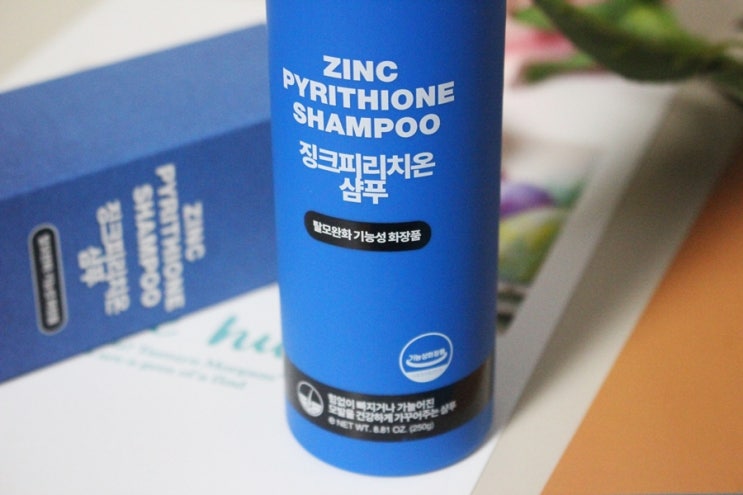 ZINC
PYRITHIONE
SHAMPOO
징크피리치온
샴푸
탈모완화 기능성 화장품
기능성화장품
힘없이 빠지거나 가늘어진
모발을 건강하게 가꾸어주는 샴푸
NET WT. 8.81 OZ. (250g)
ZINC
PYRITHIONE
SHAMPOO
징크피리치온
샴푸